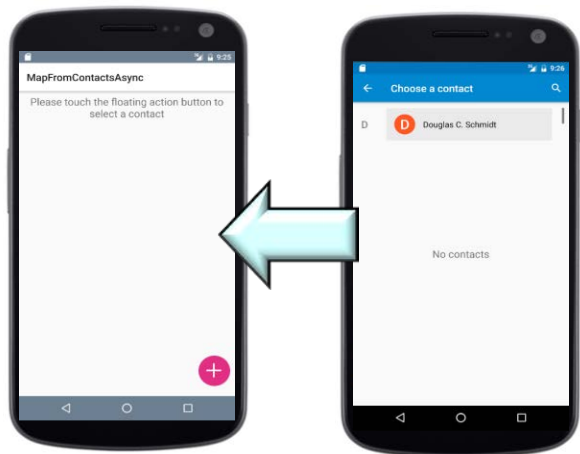 9:25
MapFromContactsAsync
Please touch the floating action button to
select a contact
9:26
Choose a contact
D
D
Douglas C. Schmidt
No contacts